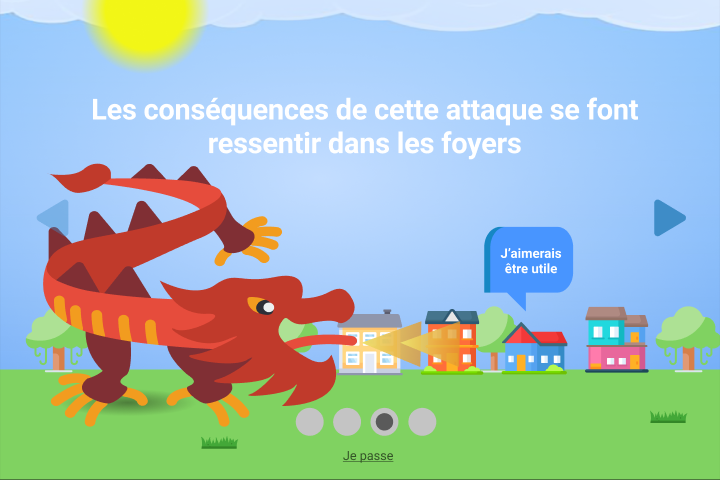 Les conséquences de cette attaque se font
ressentir dans les foyers
J'aimerais
être utile
Je passe